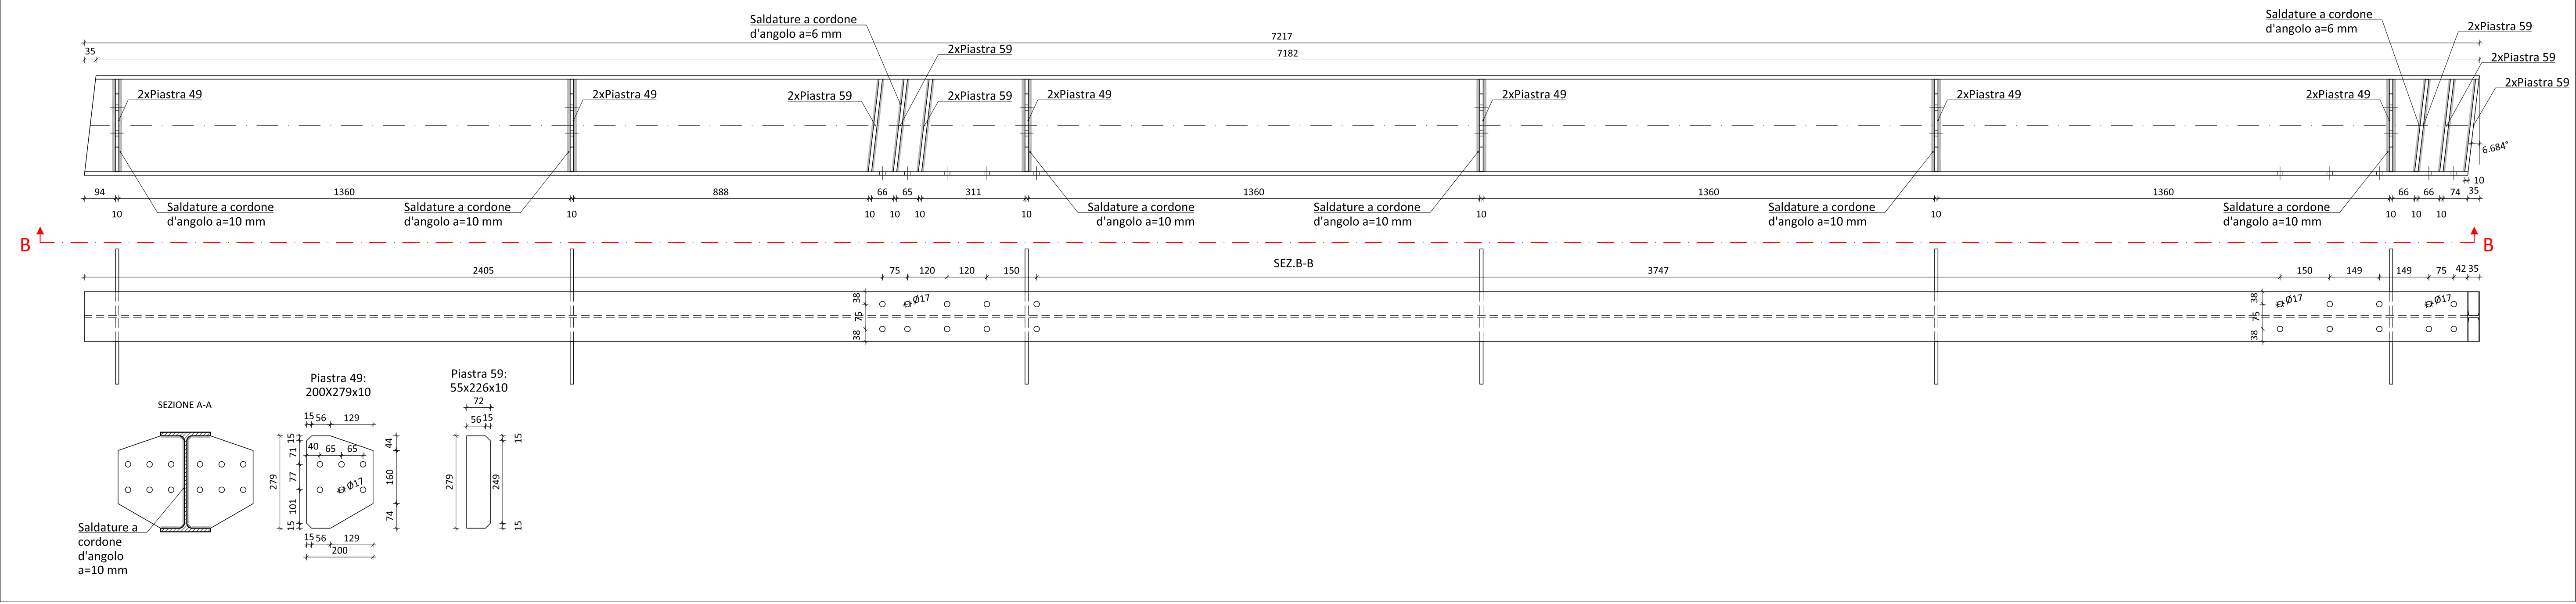 Saldature a cordone
d'angolo a=6 mm
Saldature a cordone
d'angolo a=6 mm
2xPiastra 59
7217
2xPiastra 59
35
7182
2xPiastra 59
2xPiastra 59
2xPiastra 49
2xPiastra 49
2xPiastra 59
2xPiastra 59
2xPiastra 49
2xPiastra 49
2xPiastra 49
2xPiastra 49
6.684°
10
94
1360
888
66
65
311
1360
1360
1360
66
66
74
35
10
10
10
10
10
10
10
10
10
10
10
Saldature a cordone
d'angolo a=10 mm
Saldature a cordone
d'angolo a=10 mm
Saldature a cordone
d'angolo a=10 mm
Saldature a cordone
d'angolo a=10 mm
Saldature a cordone
d'angolo a=10 mm
Saldature a cordone
d'angolo a=10 mm
B
B
SEZ.B-B
2405
75
120
120
150
3747
150
149
149
75
42
35
38
75
38
Ø17
38
75
38
Ø17
Ø17
SEZIONE A-A
Saldatura a
cordone
d'angolo
a=10 mm
Piastra 49:
200X279x10
15
56
129
15
71
77
101
15
279
40
65
65
Ø17
44
160
74
15
56
129
200
Piastra 59:
55x226x10
72
56
15
279
15
249
15